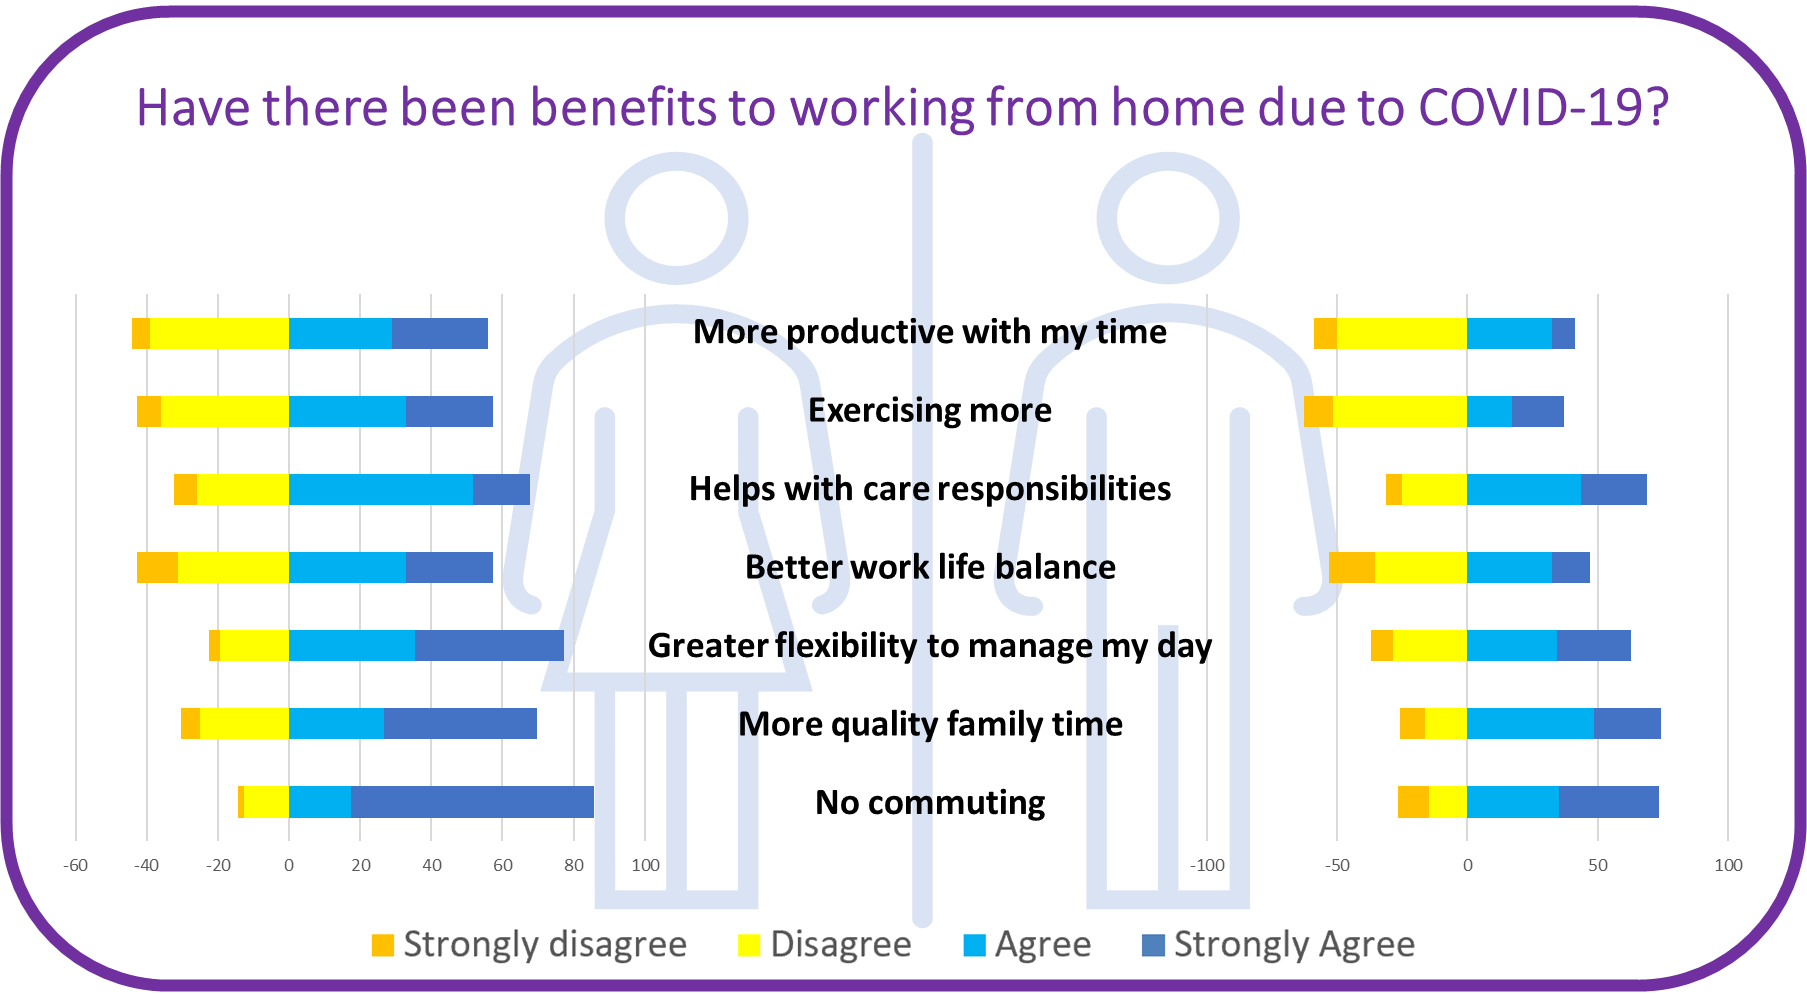 Have there been benefits to working from home due to COVID-19?
More productive with my time
Exercising more
Helps with care responsibilities
Better work life balance
Greater flexibility to manage my day
More quality family time
No commuting
-60 -40 -20 0 20 40 60 80 100
-100 -50 0 50 100
Strongly disagree Disagree Agree Strongly Agree